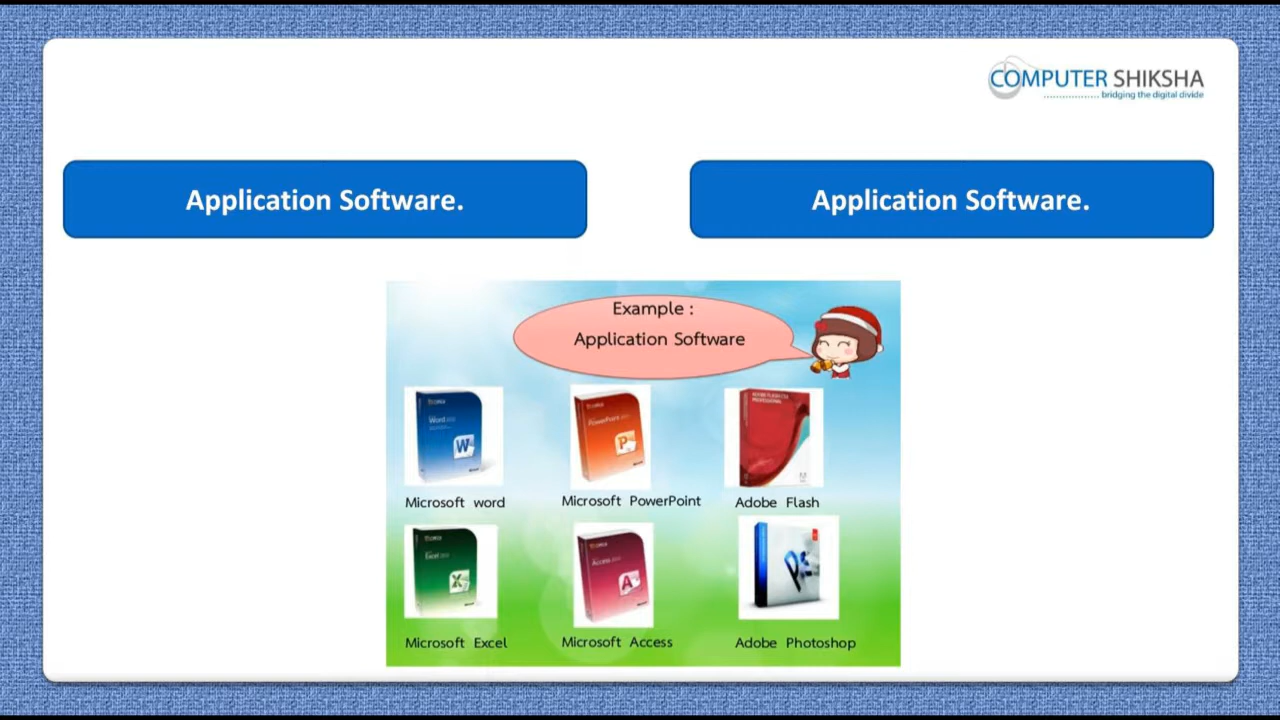 COMPUTER SHIKSHA
bridging the digital divide
Application Software.
Application Software.
Example :
Application Software
Microsoft word
Microsoft PowerPoint
Adobe Flash
Microsoft Excel
Microsoft Access
Adobe Photoshop